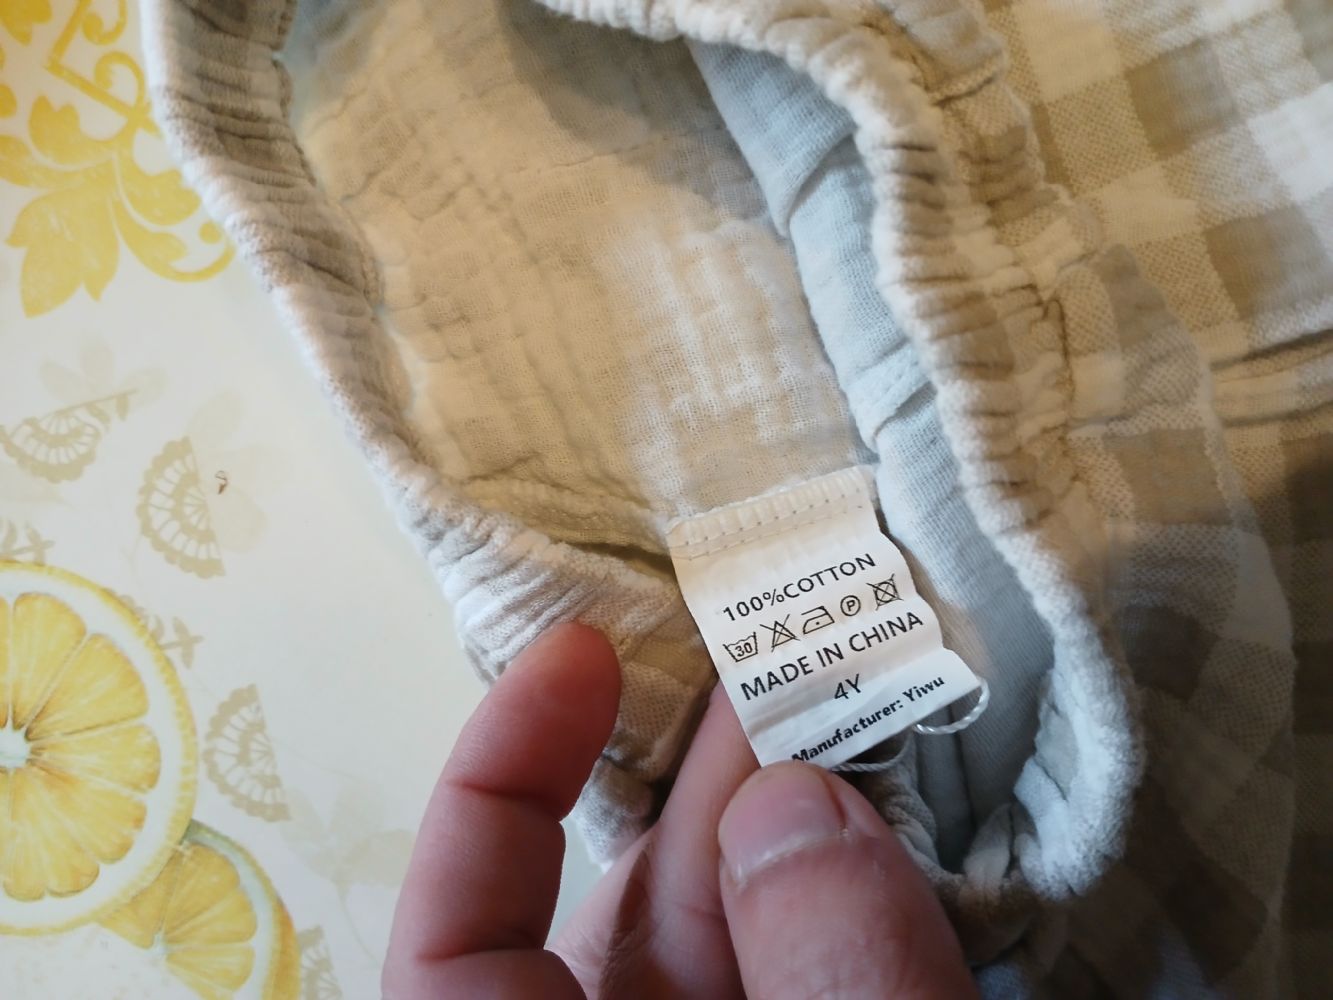 100%COTTON
30 P
MADE IN CHINA
4Y
Manufacturer: Yiwu